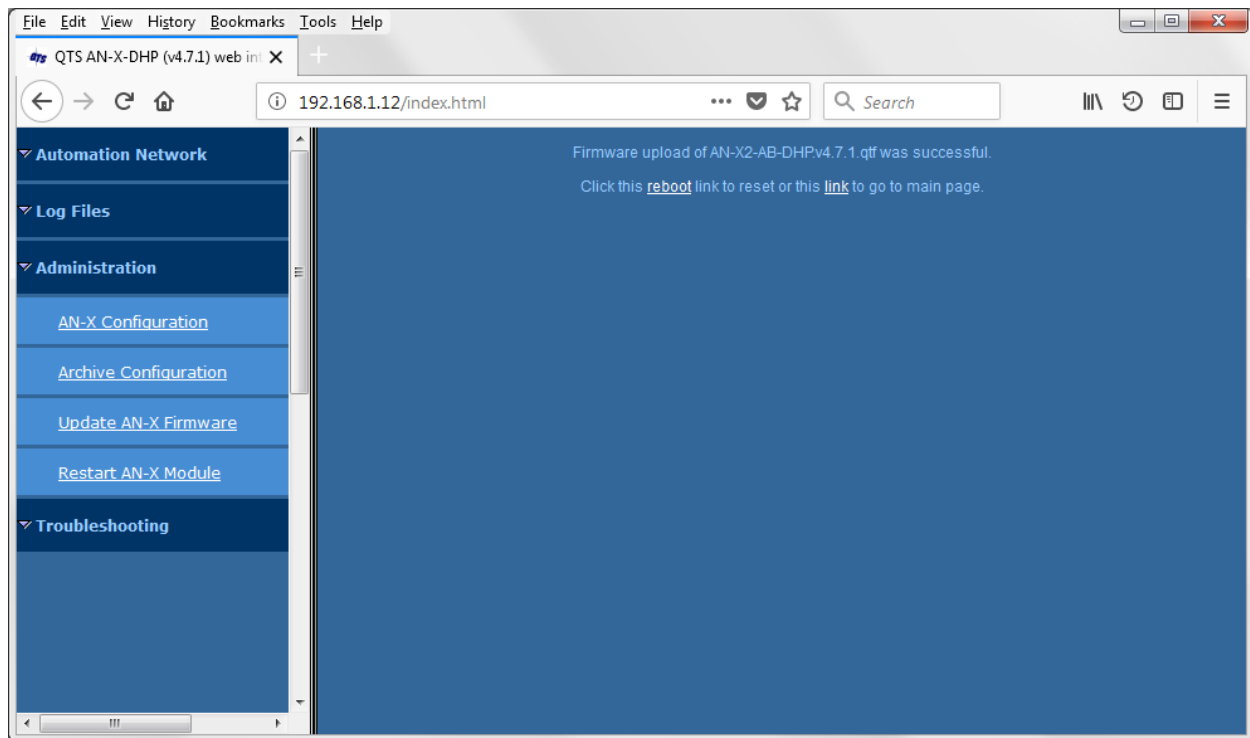 File Edit View History Bookmarks Tools Help
QTS AN-X-DHP (v4.7.1) web int
192.168.1.12/index.html
Search
Automation Network
Log Files
Administration
AN-X Configuration
Archive Configuration
Update AN-X Firmware
Restart AN-X Module
Troubleshooting
Firmware upload of AN-X2-AB-DHP.v4.7.1.qtf was successful.
Click this reboot link to reset or this link to go to main page.